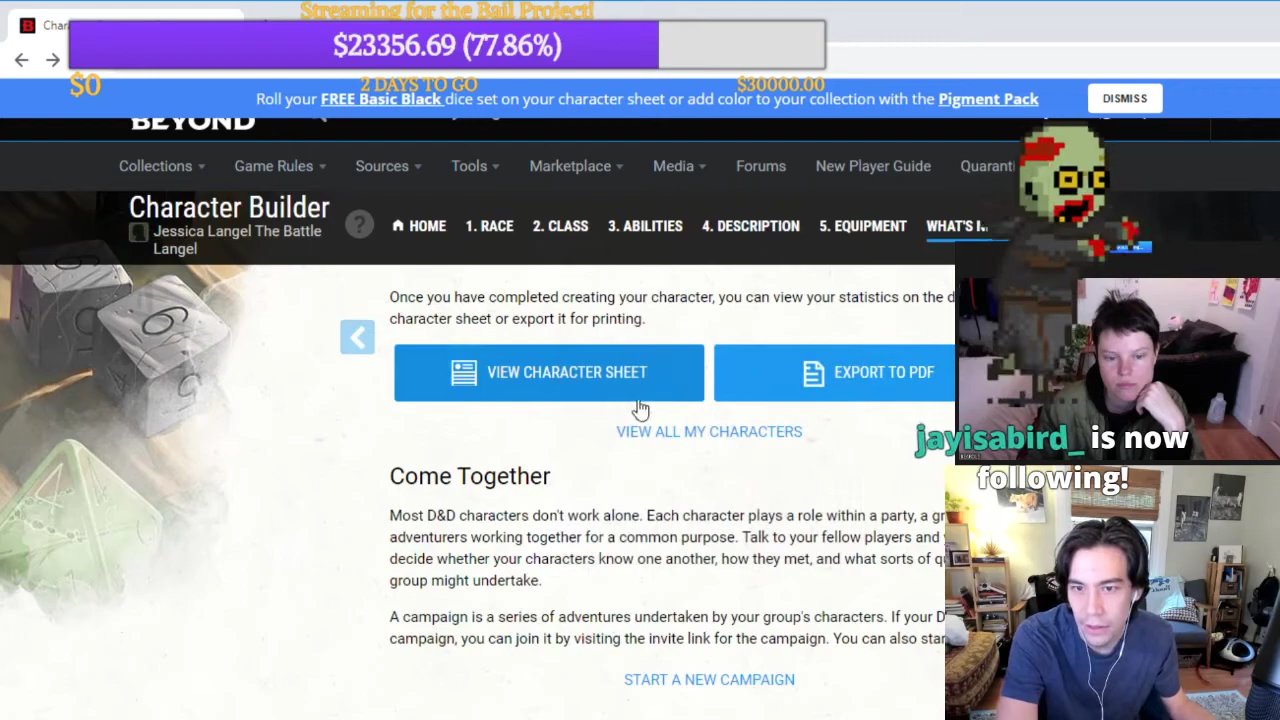 Streaming for the Bail Project!
$23356.69 (77.86%)
$0
2 DAYS TO GO
$30000.00
Roll your FREE Basic Black dice set on your character sheet or add color to your collection with the Pigment Pack
DISMISS
BEYOND
Collections
Game Rules
Sources
Tools
Marketplace
Media
Forums
New Player Guide
Character Builder
Jessica Langel The Battle
Langel
?
HOME
1. RACE
2. CLASS
3. ABILITIES
4. DESCRIPTION
5. EQUIPMENT
WHAT'S
Once you have completed creating your character, you can view your statistics on the
character sheet or export it for printing.
VIEW CHARACTER SHEET
EXPORT TO PDF
VIEW ALL MY CHARACTERS
jayisabird_ is now
following!
Come Together
Most D&D characters don't work alone. Each character plays a role within a party, a
adventurers working together for a common purpose. Talk to your fellow players and
decide whether your characters know one another, how they met, and what sorts of
group might undertake.
A campaign is a series of adventures undertaken by your group's characters. If your
campaign, you can join it by visiting the invite link for the campaign. You can also
START A NEW CAMPAIGN